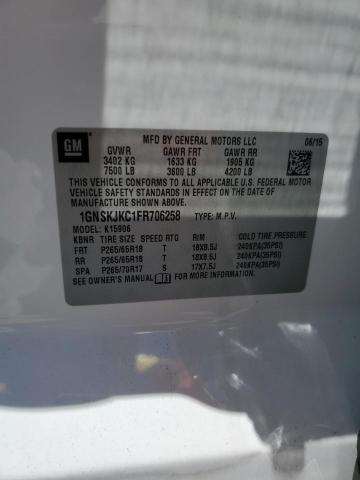 MFD BY GENERAL MOTORS LLC 06/15
GM
GVWR GAWR FRT GAWR RR
3402 KG 1633 KG 1905 KG
7500 LB 3600 LB 4200 LB
THIS VEHICLE CONFORMS TO ALL APPLICABLE U.S. FEDERAL MOTOR
VEHICLE SAFETY STANDARDS IN EFFECT ON THE DATE OF
MANUFACTURE SHOWN ABOVE.
1GNSKJKC1FR706258 TYPE: M.P.V.
MODEL: K15906
KBNR TIRE SIZE SPEED RTG RIM COLD TIRE PRESSURE
FRT P265/65R18 T 18X8.5J 240KPA(35PSI)
RR P265/65R18 T 18X8.5J 240KPA(35PSI)
SPA P265/70R17 S 17X7.5J 240KPA(35PSI)
SEE OWNER'S MANUAL FOR MORE INFORMATION